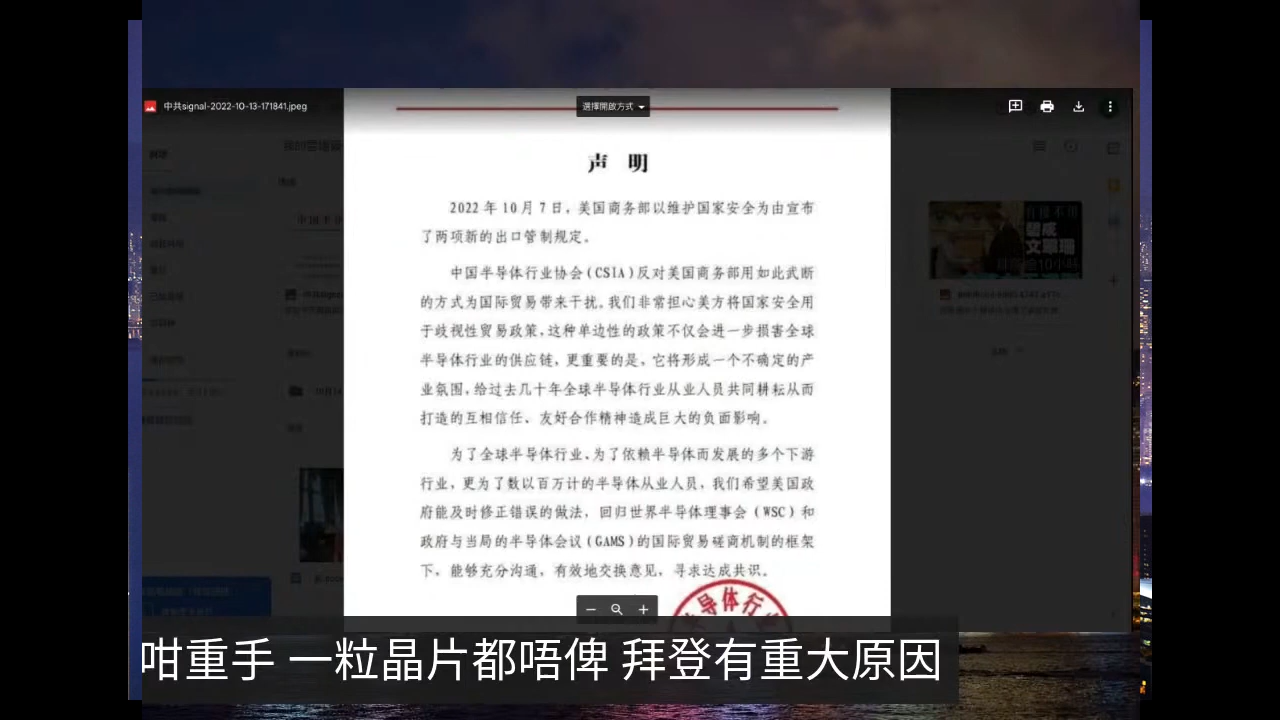 中共signal-2022-10-13-171841.jpeg
選擇開啟方式
声 明
2022 年 10 月 7 日，美国商务部以维护国家安全为由宣布
了两项新的出口管制规定。
中国半导体行业协会(CSIA)反对美国商务部用如此武断
的方式为国际贸易带来干扰，我们非常担心美方将国家安全用
于歧视性贸易政策，这种单边性的政策不仅会进一步损害全球
半导体行业的供应链，更重要的是，它将形成一个不确定的产
业氛围，给过去几十年全球半导体行业从业人员共同耕耘从而
打造的互相信任、友好合作精神造成巨大的负面影响。
为了全球半导体行业、为了依赖半导体而发展的多个下游
行业，更为了数以百万计的半导体从业人员，我们希望美国政
府能及时修正错误的做法，回归世界半导体理事会（WSC）和
政府与当局的半导体会议(GAMS)的国际贸易磋商机制的框架
下，能够充分沟通，有效地交换意见，寻求达成共识。
导体行业
咁重手 一粒晶片都唔俾 拜登有重大原因